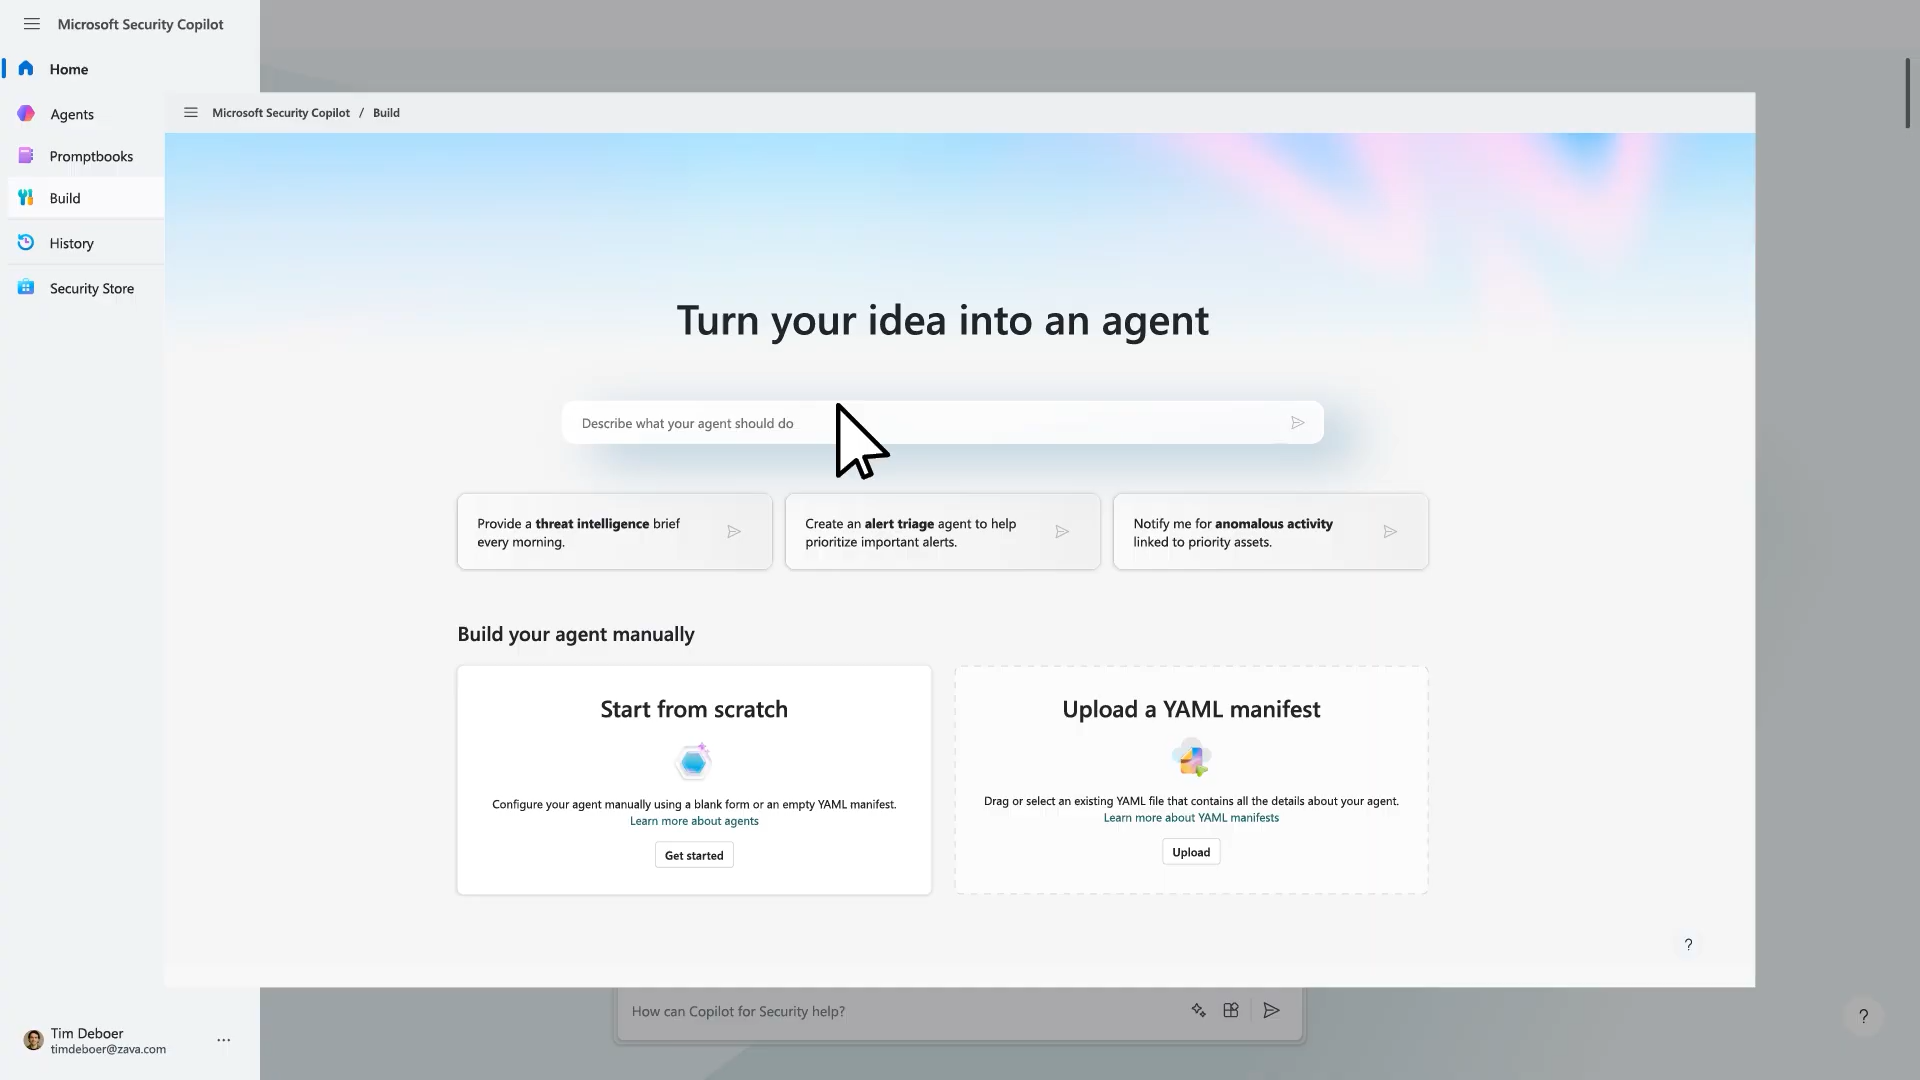 Microsoft Security Copilot
Home
Agents
Promptbooks
Build
History
Security Store
Microsoft Security Copilot / Build
Turn your idea into an agent
Describe what your agent should do
Provide a threat intelligence brief
every morning.
Create an alert triage agent to help
prioritize important alerts.
Notify me for anomalous activity
linked to priority assets.
Build your agent manually
Start from scratch
Configure your agent manually using a blank form or an empty YAML manifest.
Learn more about agents
Get started
Upload a YAML manifest
Drag or select an existing YAML file that contains all the details about your agent.
Learn more about YAML manifests
Upload
?
How can Copilot for Security help?
?
Tim Deboer
timdeboer@zava.com
...